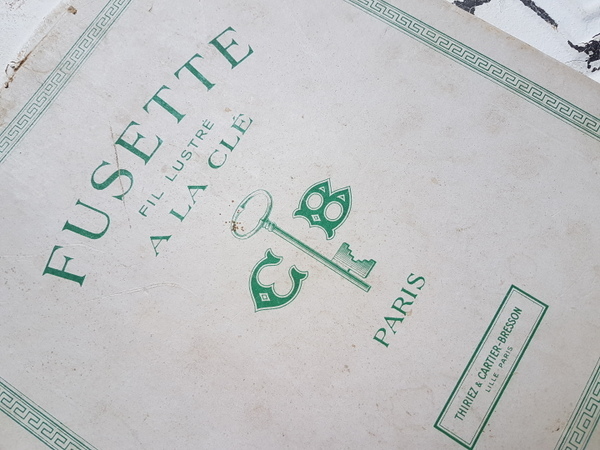 FUSETTE
FIL LUSTRÉ
A LA CLÉ
C B
PARIS
THIRIEZ & CARTIER-BRESSON
LILLE PARIS